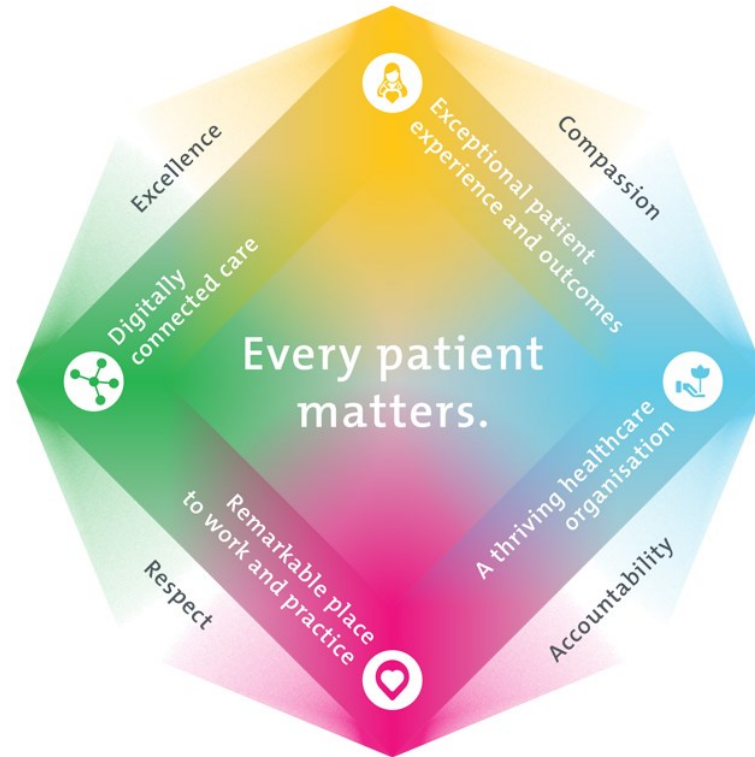 Excellence
Compassion
Exceptional patient
experience and outcomes
Digitally
connected care
Every patient
matters.
A thriving healthcare
organisation
Remarkable place
to work and practice
Respect
Accountability